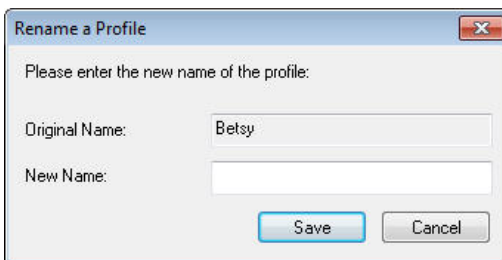 Rename a Profile
Please enter the new name of the profile:
Original Name: Betsy
New Name:
Save Cancel